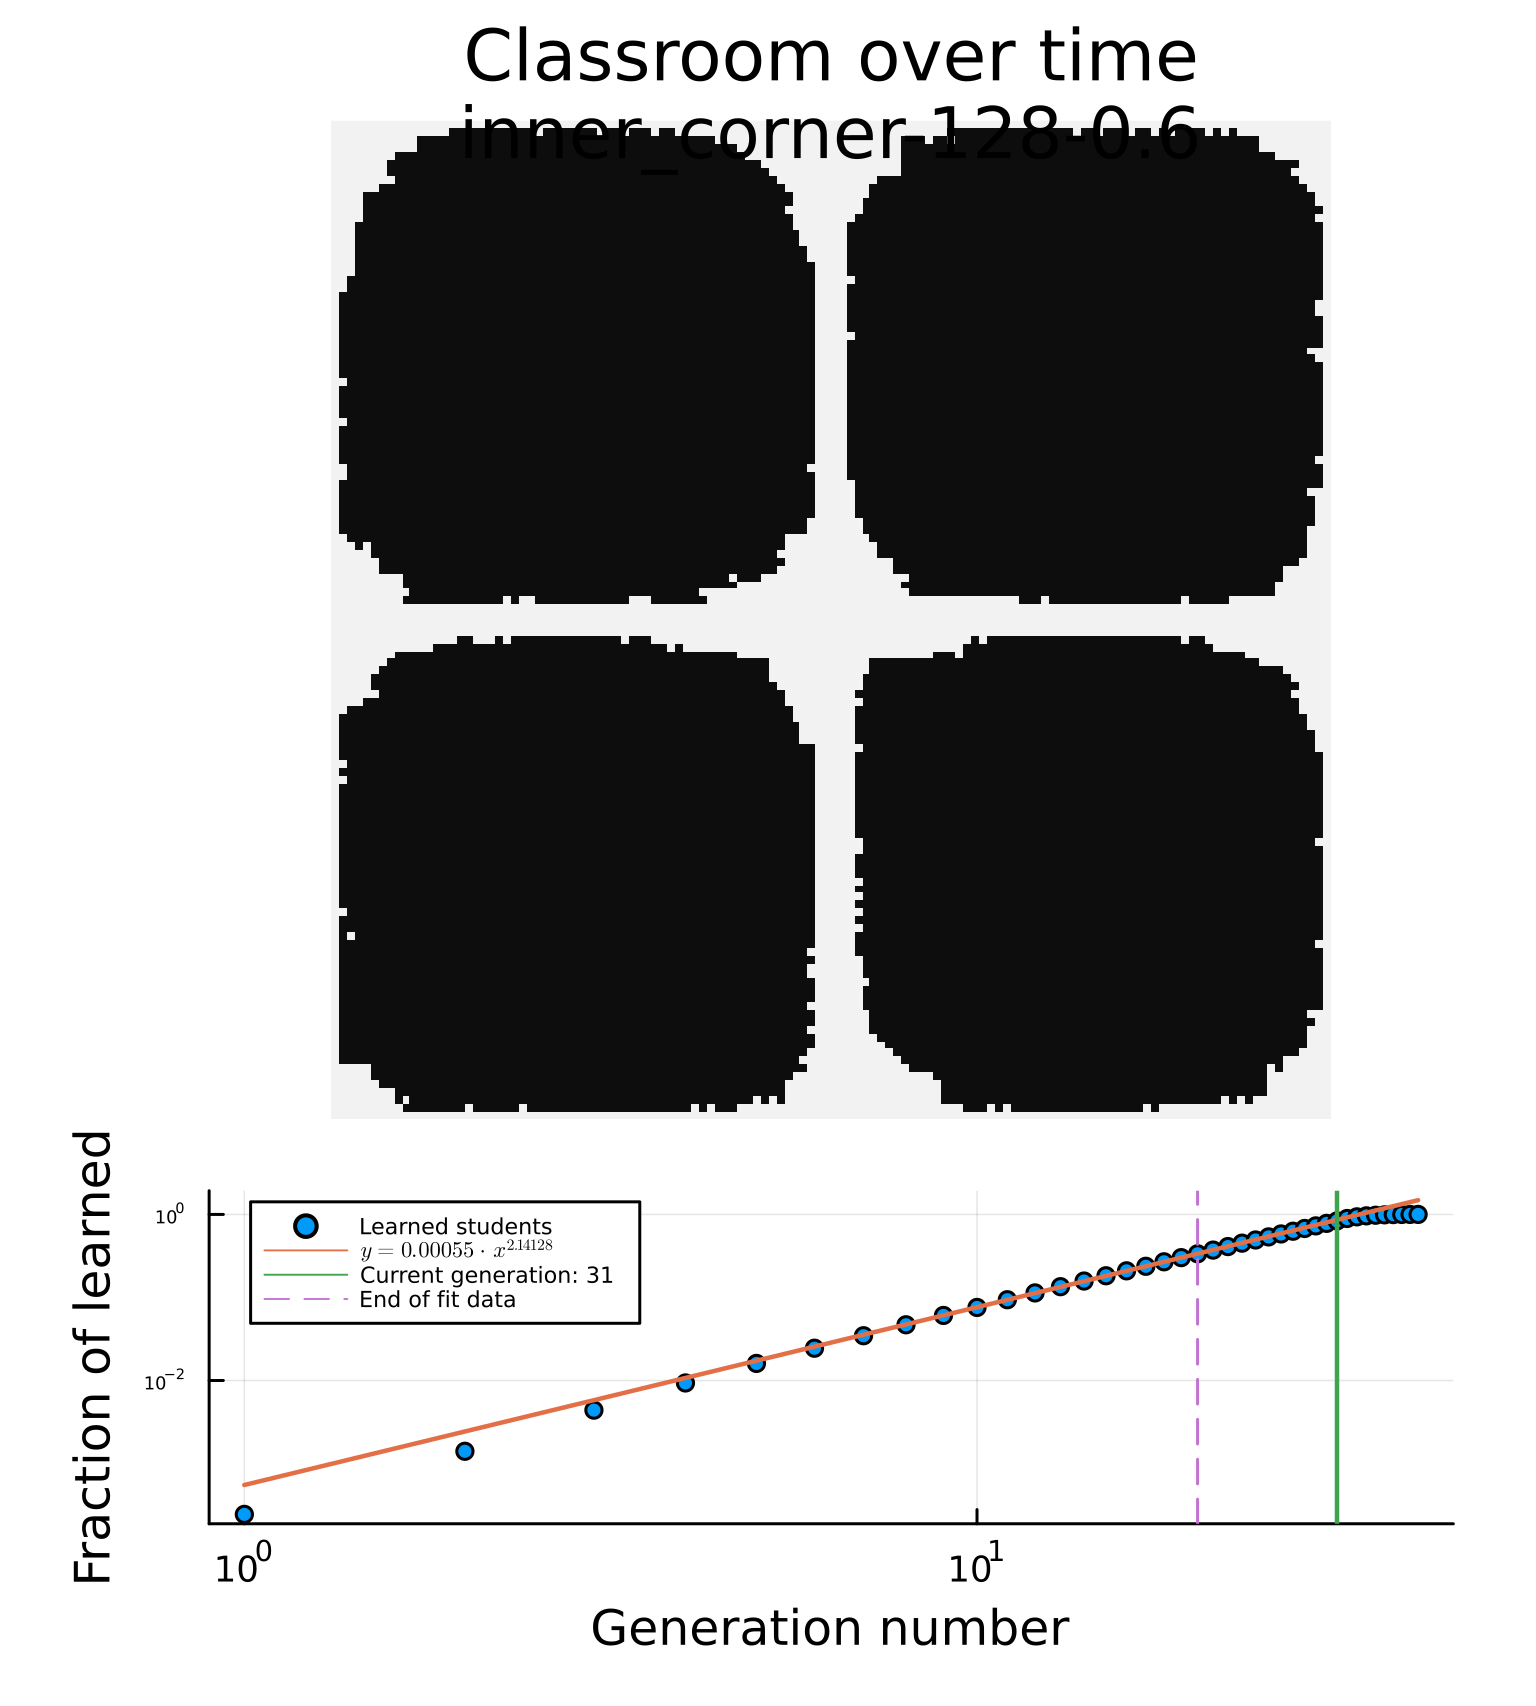 Classroom over time
inner_corner-128-0.6
Fraction of learned
10^0
10^−2
Learned students
y = 0.00055 · x^2.14128
Current generation: 31
End of fit data
10^0
10^1
Generation number